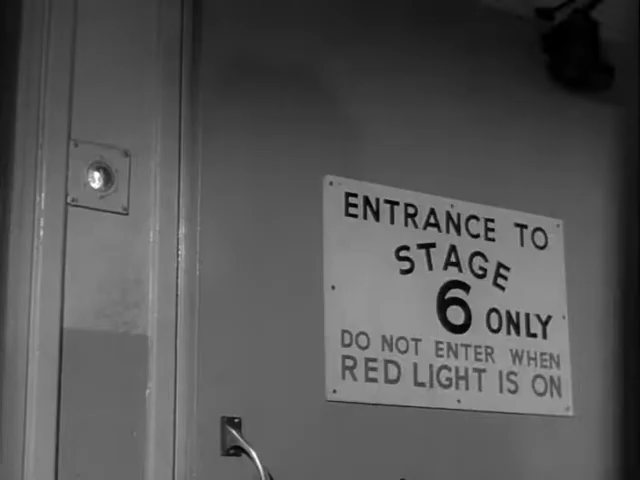 ENTRANCE TO
STAGE
6 ONLY
DO NOT ENTER WHEN
RED LIGHT IS ON